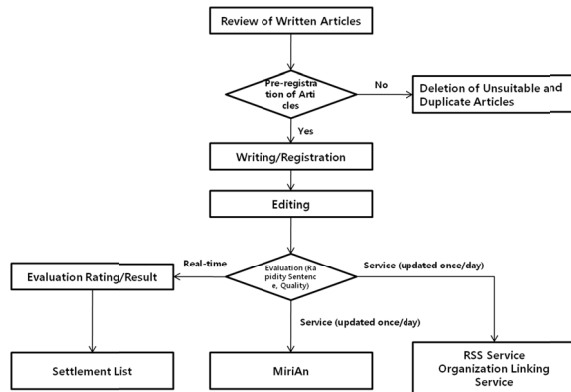 Review of Written Articles
Pre-registra
tion of Arti
cles
No
Deletion of Unsuitable and
Duplicate Articles
Yes
Writing/Registration
Editing
Real-time
Evaluation (Ra
pidity Sentenc
e, Quality)
Service (updated once/day)
Evaluation Rating/Result
Service (updated once/day)
Settlement List
MiriAn
RSS Service
Organization Linking
Service